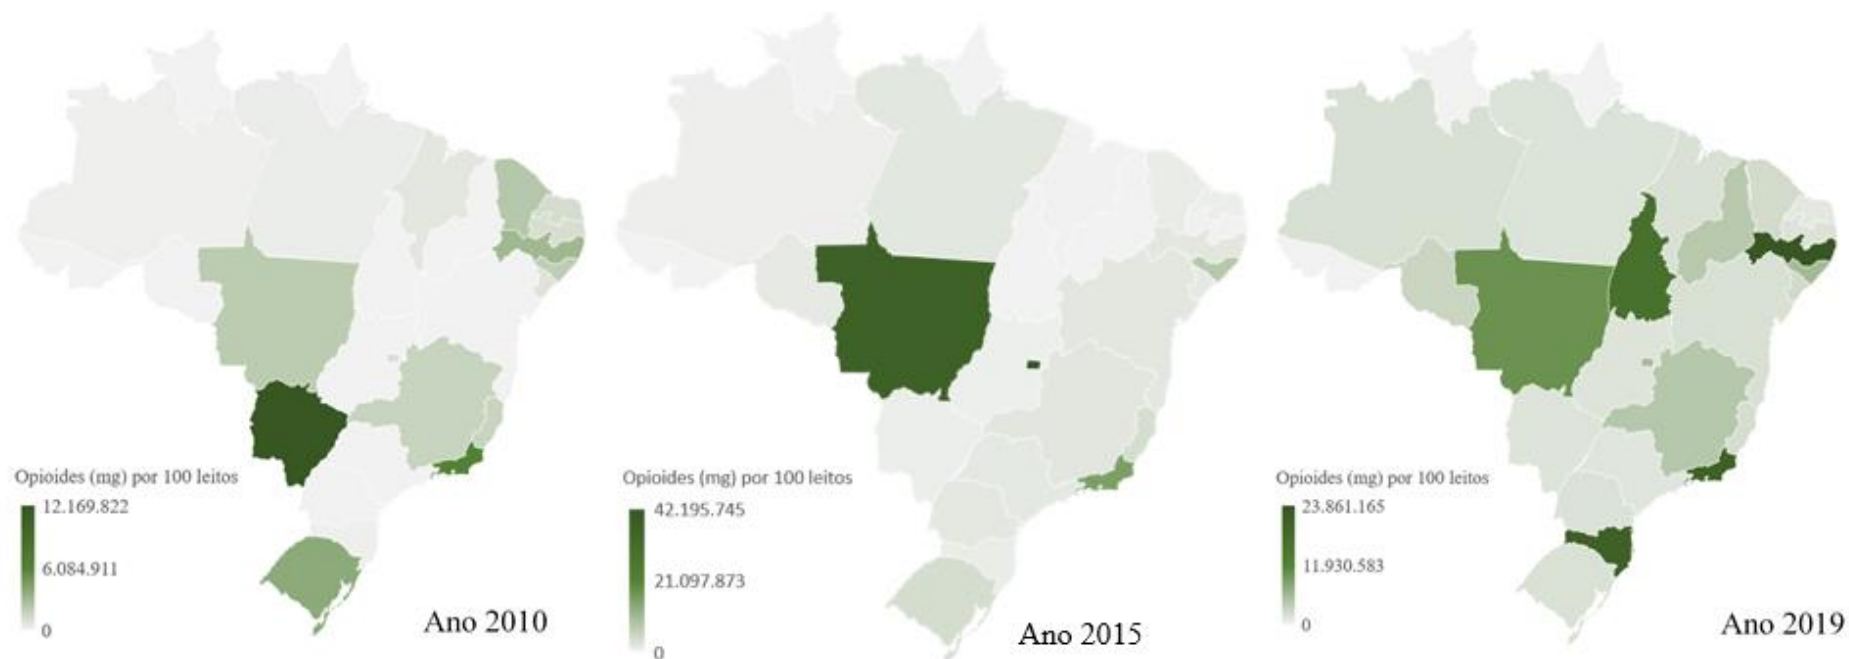 Opioides (mg) por 100 leitos
12.169.822
6.084.911
0
Ano 2010
Opioides (mg) por 100 leitos
42.195.745
21.097.873
0
Ano 2015
Opioides (mg) por 100 leitos
23.861.165
11.930.583
0
Ano 2019